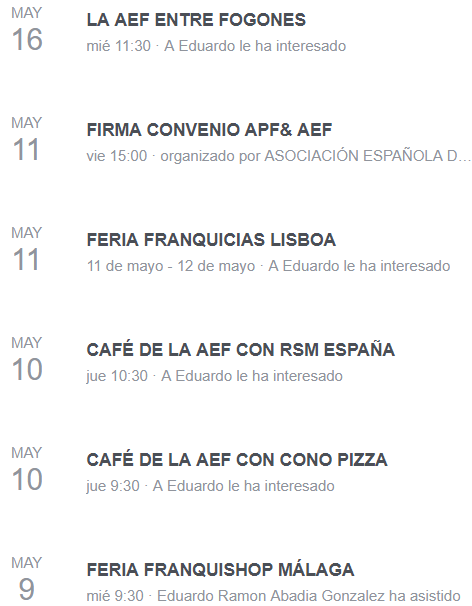 MAY
16
LA AEF ENTRE FOGONES
mié 11:30 · A Eduardo le ha interesado
MAY
11
FIRMA CONVENIO APF& AEF
vie 15:00 · organizado por ASOCIACIÓN ESPAÑOLA D...
MAY
11
FERIA FRANQUICIAS LISBOA
11 de mayo - 12 de mayo · A Eduardo le ha interesado
MAY
10
CAFÉ DE LA AEF CON RSM ESPAÑA
jue 10:30 · A Eduardo le ha interesado
MAY
10
CAFÉ DE LA AEF CON CONO PIZZA
jue 9:30 · A Eduardo le ha interesado
MAY
9
FERIA FRANQUISHOP MÁLAGA
mié 9:30 · Eduardo Ramon Abadia Gonzalez ha asistido